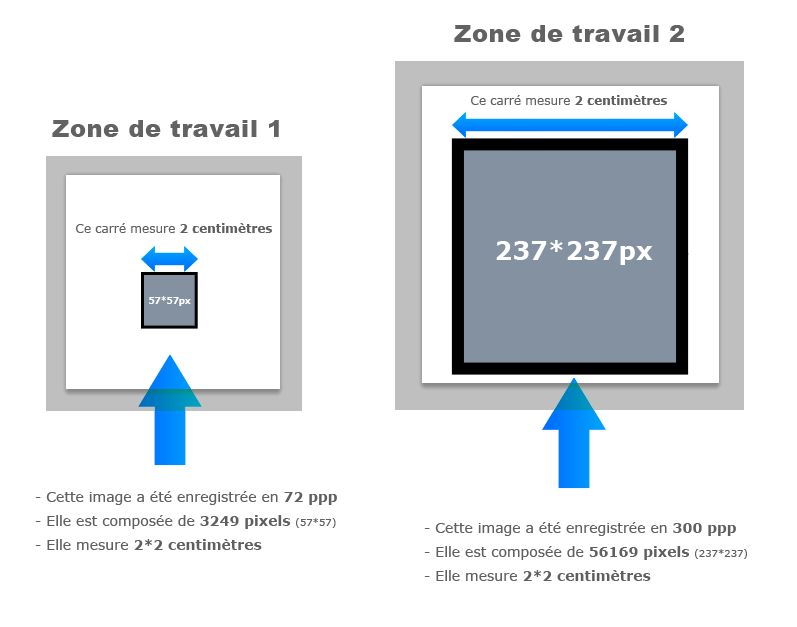 Zone de travail 1
Ce carré mesure 2 centimètres
57*57px
- Cette image a été enregistrée en 72 ppp
- Elle est composée de 3249 pixels (57*57)
- Elle mesure 2*2 centimètres
Zone de travail 2
Ce carré mesure 2 centimètres
237*237px
- Cette image a été enregistrée en 300 ppp
- Elle est composée de 56169 pixels (237*237)
- Elle mesure 2*2 centimètres